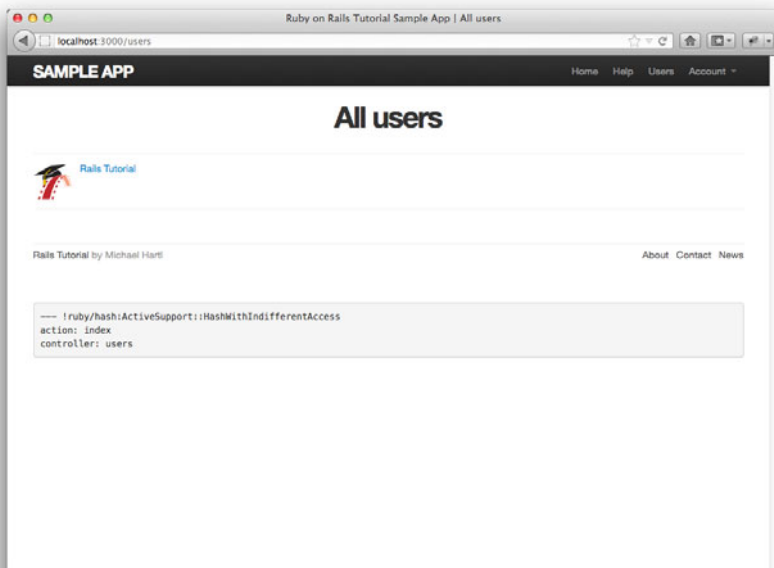 Ruby on Rails Tutorial Sample App | All users
localhost:3000/users
SAMPLE APP
Home Help Users Account
All users
Rails Tutorial
Rails Tutorial by Michael Hartl
About Contact News
--- !ruby/hash:ActiveSupport::HashWithIndifferentAccess
action: index
controller: users